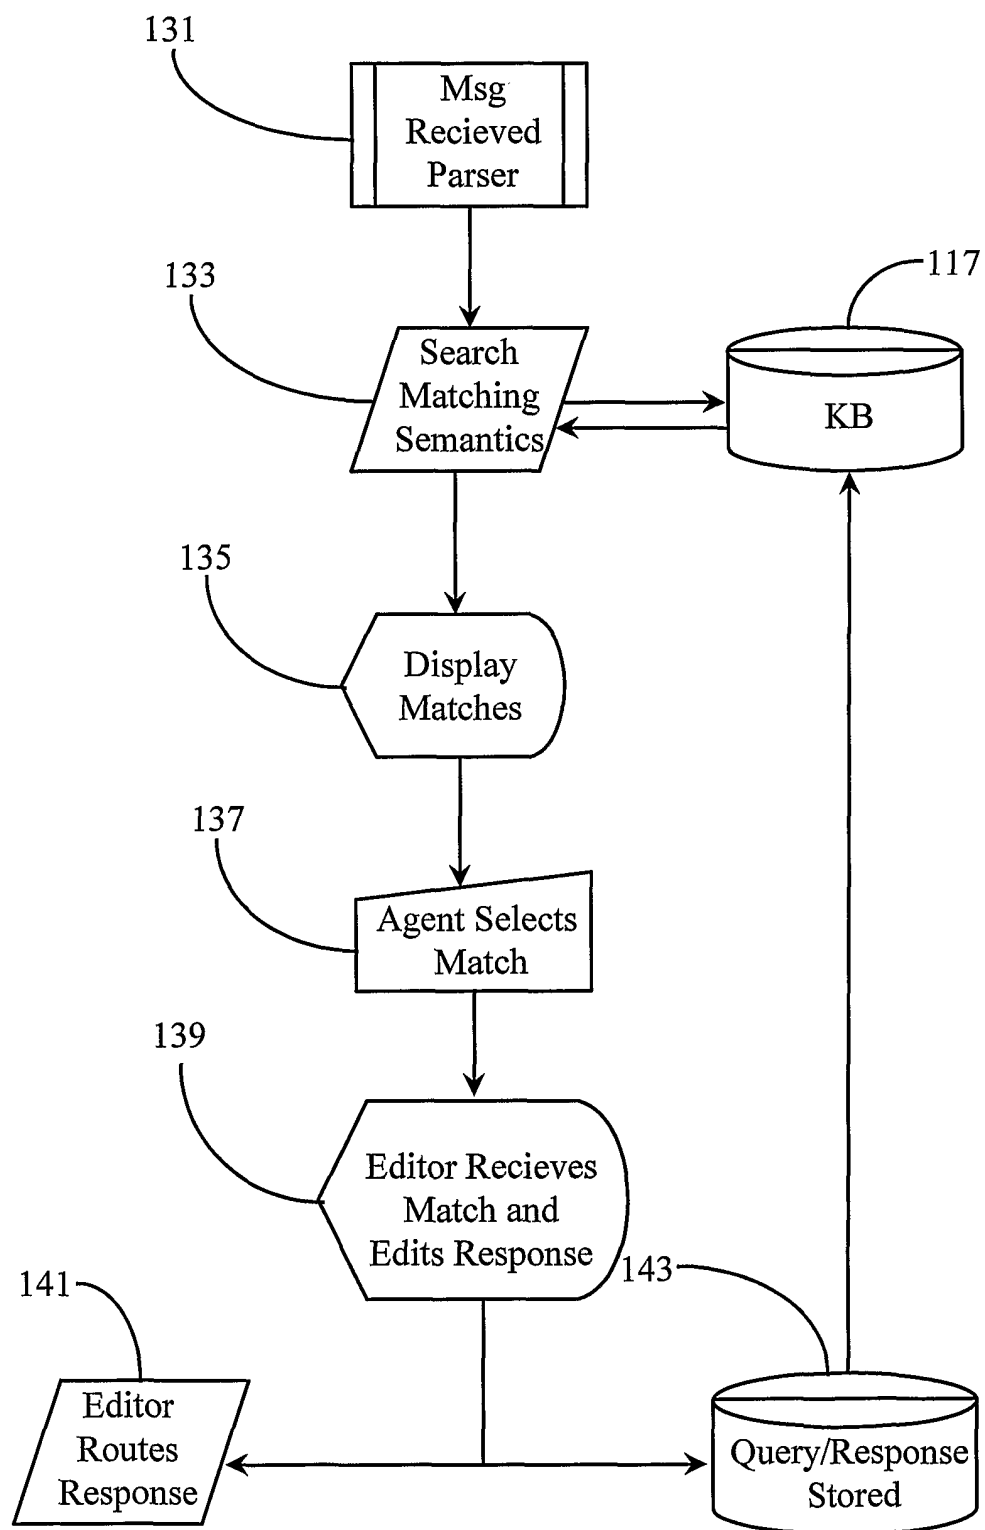 131
Msg
Recieved
Parser
133
117
Search
Matching
Semantics
KB
135
Display
Matches
137
Agent Selects
Match
139
Editor Recieves
Match and
Edits Response
141
143
Editor
Routes
Response
Query/Response
Stored